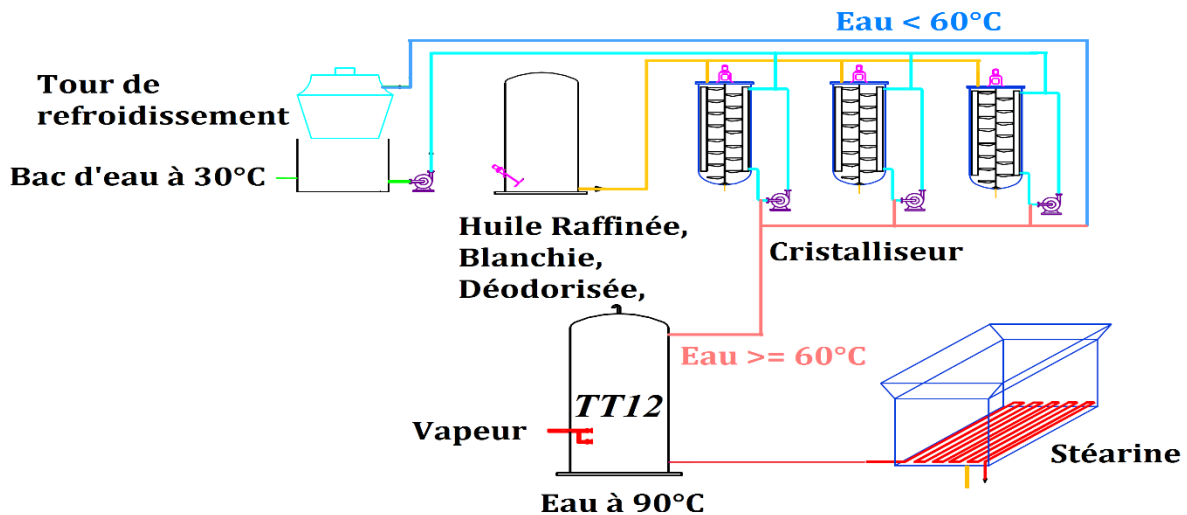 Eau < 60°C
Tour de
refroidissement
Bac d'eau à 30°C
Huile Raffinée,
Blanchie,
Déodorisée,
Cristalliseur
Eau >= 60°C
TT12
Vapeur
Stéarine
Eau à 90°C